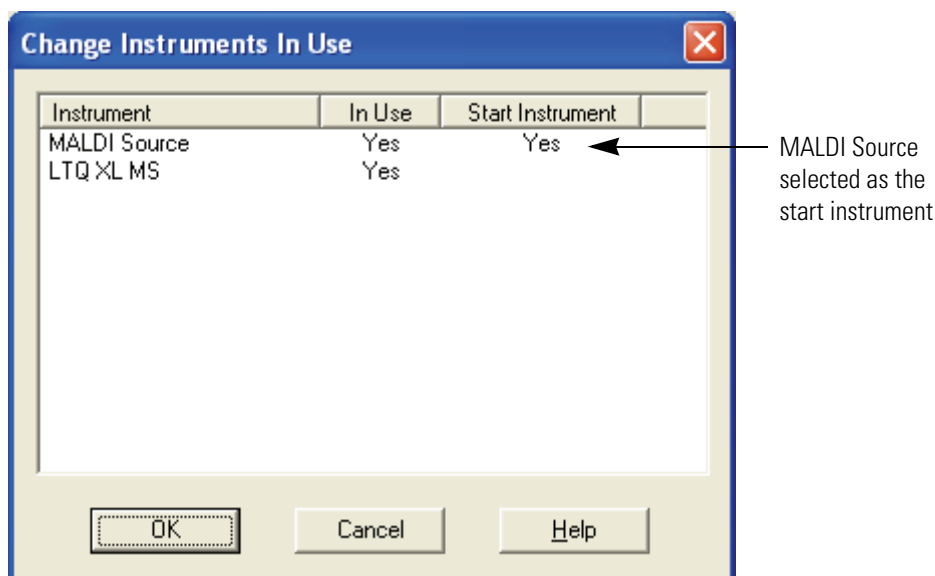 Change Instruments In Use
Instrument In Use Start Instrument
MALDI Source Yes Yes
LTQ XL MS Yes
MALDI Source
selected as the
start instrument
OK Cancel Help